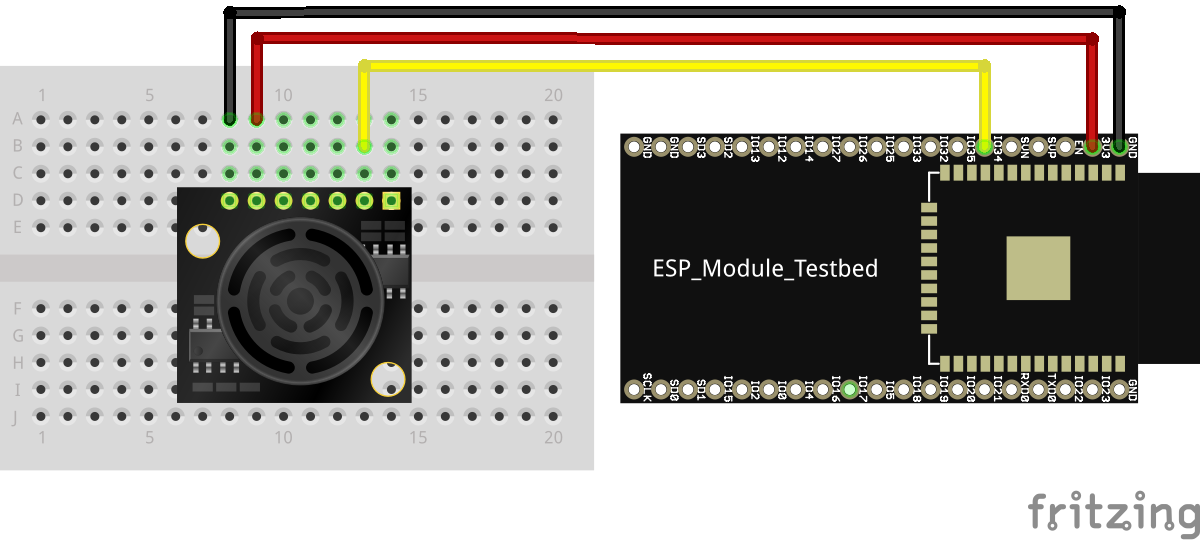 1 5 10 15 20
A
B
C
D
E
F
G
H
I
J
1 5 10 15 20
GND GND SD3 SD2 IO13 IO12 IO14 IO27 IO26 IO25 IO33 IO32 IO35 IO34 SVN SVP EN 3V3 GND
ESP_Module_Testbed
SCLK SD0 SD1 IO15 IO2 IO0 IO4 IO16 IO17 IO5 IO18 IO19 IO20 IO21 RXD0 TXD0 IO22 IO23 GND
fritzing